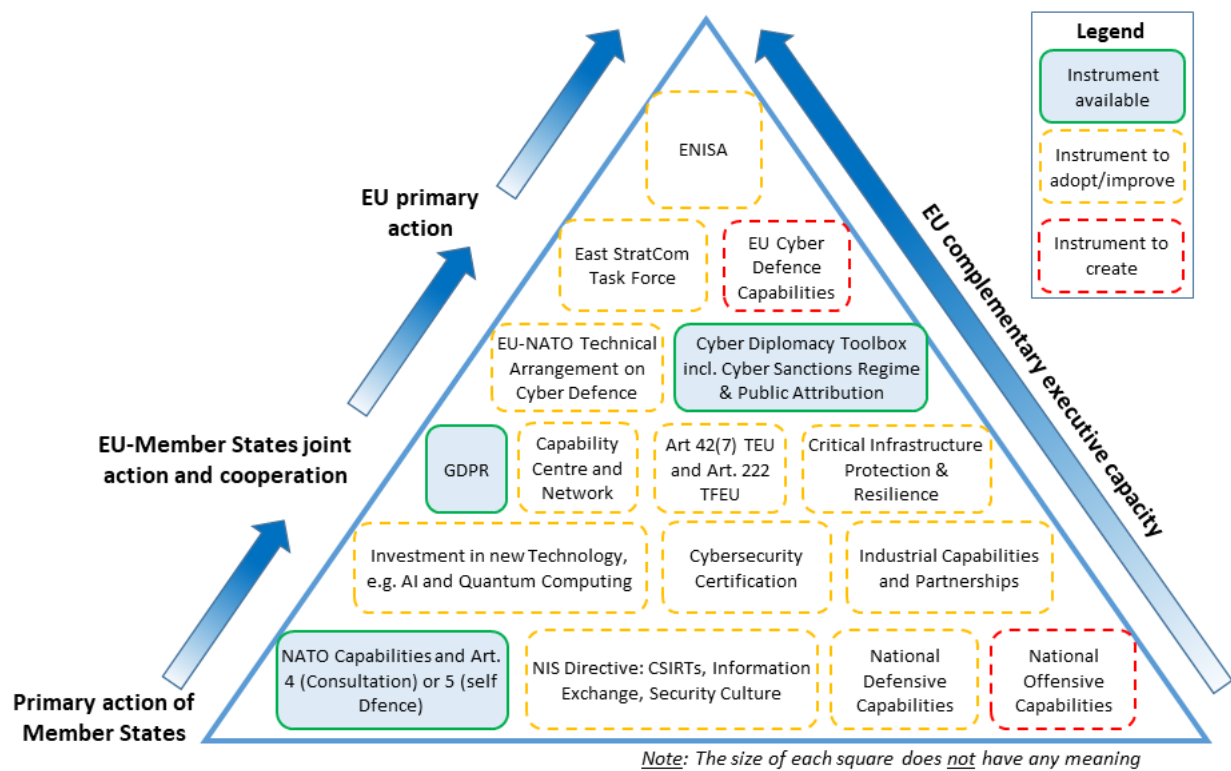 Legend
Instrument
available
Instrument to
adopt/improve
Instrument to
create
ENISA
EU primary
action
East StratCom
Task Force
EU Cyber
Defence
Capabilities
EU complementary executive capacity
EU-NATO Technical
Arrangement on
Cyber Defence
Cyber Diplomacy Toolbox
incl. Cyber Sanctions Regime
& Public Attribution
EU-Member States joint
action and cooperation
GDPR
Capability
Centre and
Network
Art 42(7) TEU
and Art. 222
TFEU
Critical Infrastructure
Protection &
Resilience
Investment in new Technology,
e.g. AI and Quantum Computing
Cybersecurity
Certification
Industrial Capabilities
and Partnerships
Primary action of
Member States
NATO Capabilities and Art.
4 (Consultation) or 5 (self
Dfence)
NIS Directive: CSIRTs, Information
Exchange, Security Culture
National
Defensive
Capabilities
National
Offensive
Capabilities
Note: The size of each square does not have any meaning